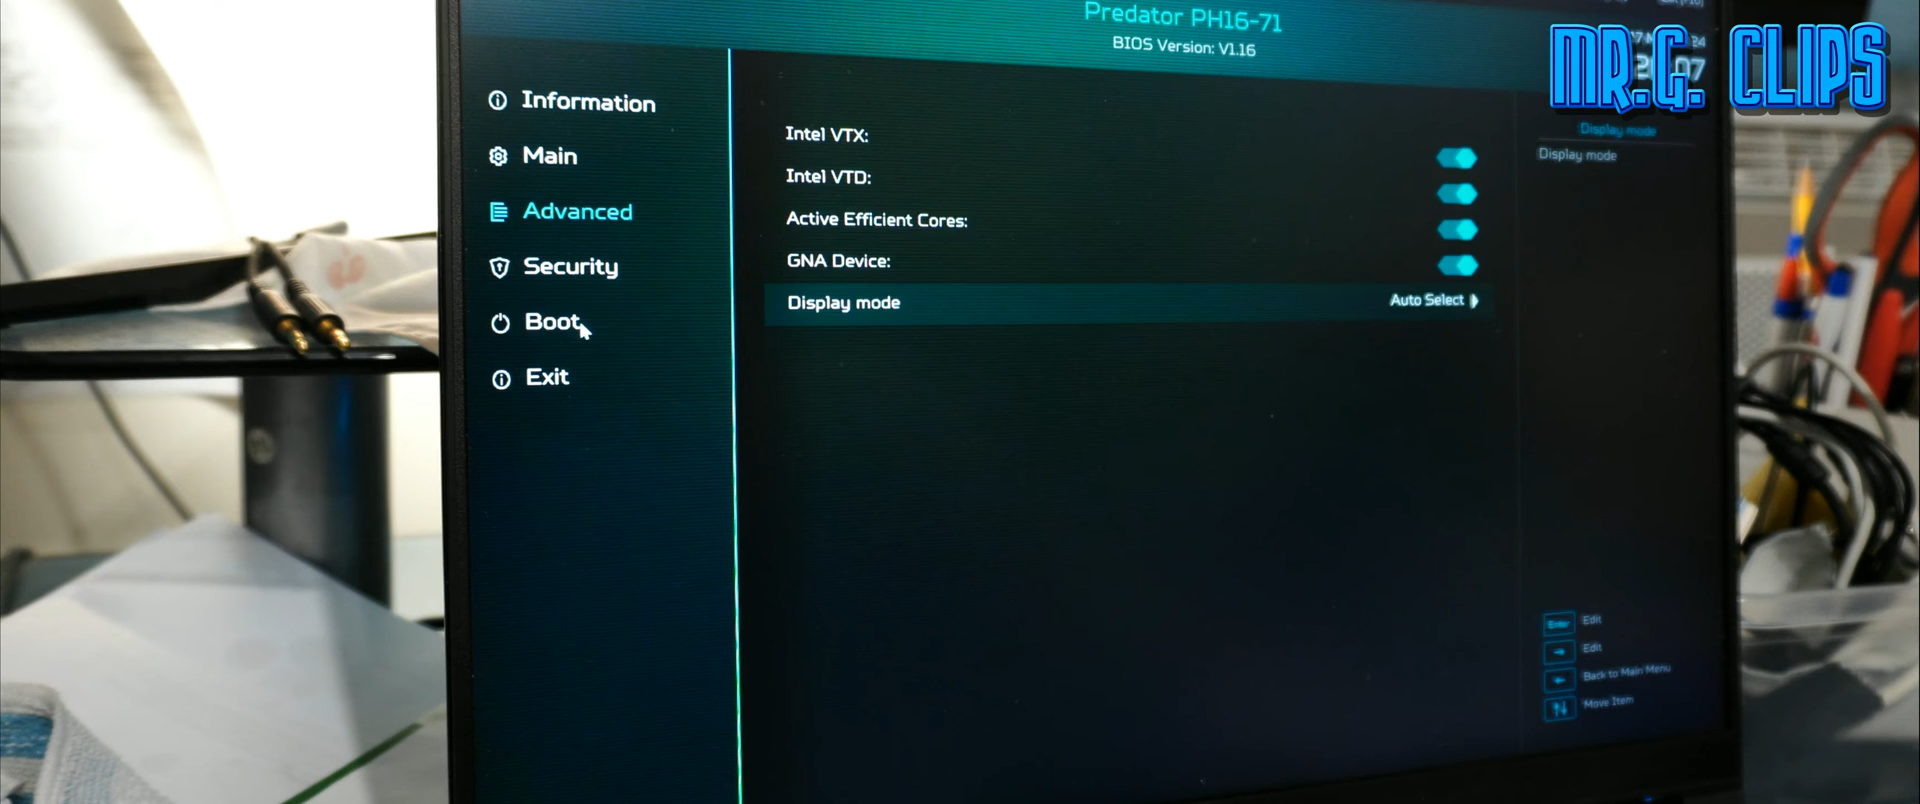 Predator PH16-71
BIOS Version: V1.16
MR.G. CLIPS
Information
Main
Advanced
Security
Boot
Exit
Intel VTX:
Intel VTD:
Active Efficient Cores:
GNA Device:
Display mode
Auto Select
Display mode
Display mode
Enter Edit
Edit
Back to Main Menu
Move Item